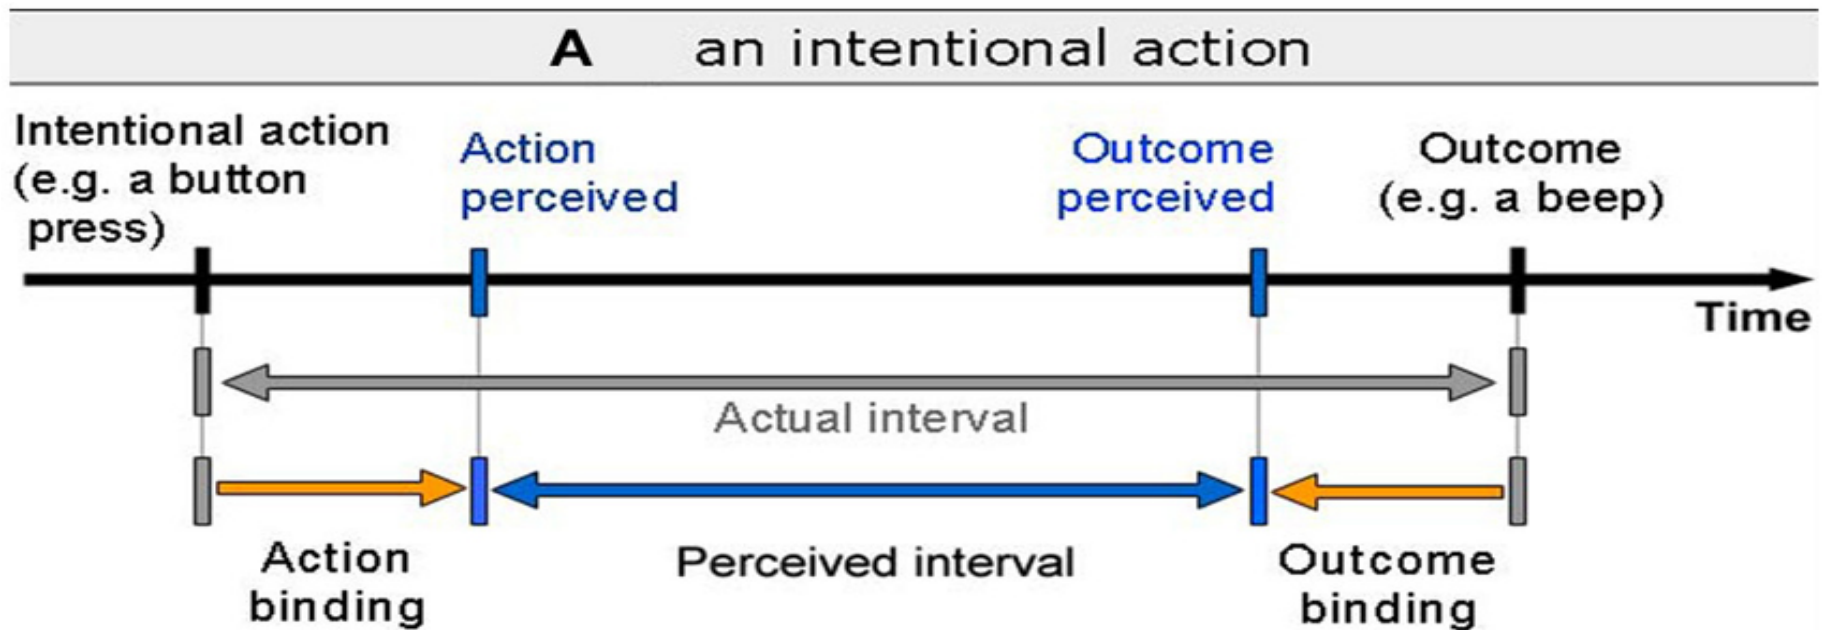 A an intentional action
Intentional action
(e.g. a button
press)
Action
perceived
Outcome
perceived
Outcome
(e.g. a beep)
Time
Actual interval
Action
binding
Perceived interval
Outcome
binding